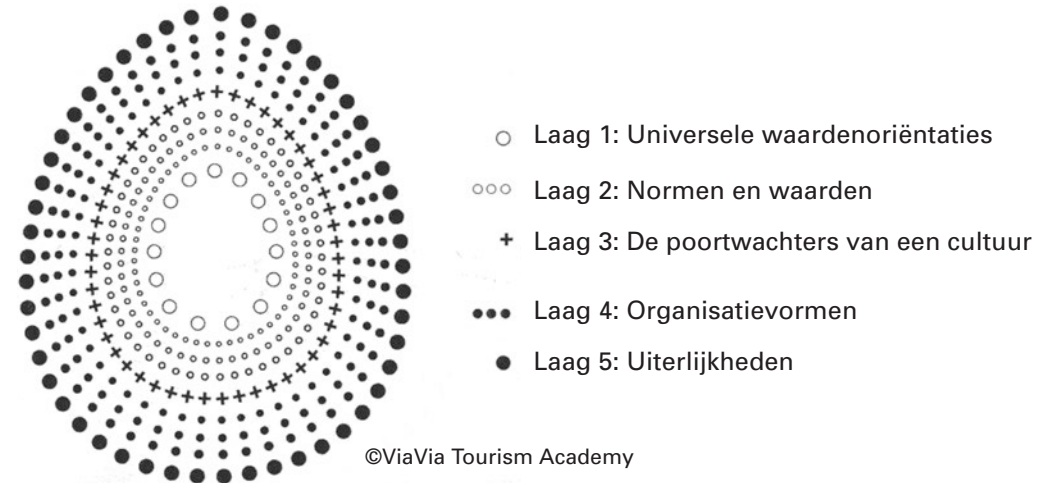 Laag 1: Universele waardenoriëntaties
Laag 2: Normen en waarden
Laag 3: De poortwachters van een cultuur
Laag 4: Organisatievormen
Laag 5: Uiterlijkheden
©ViaVia Tourism Academy